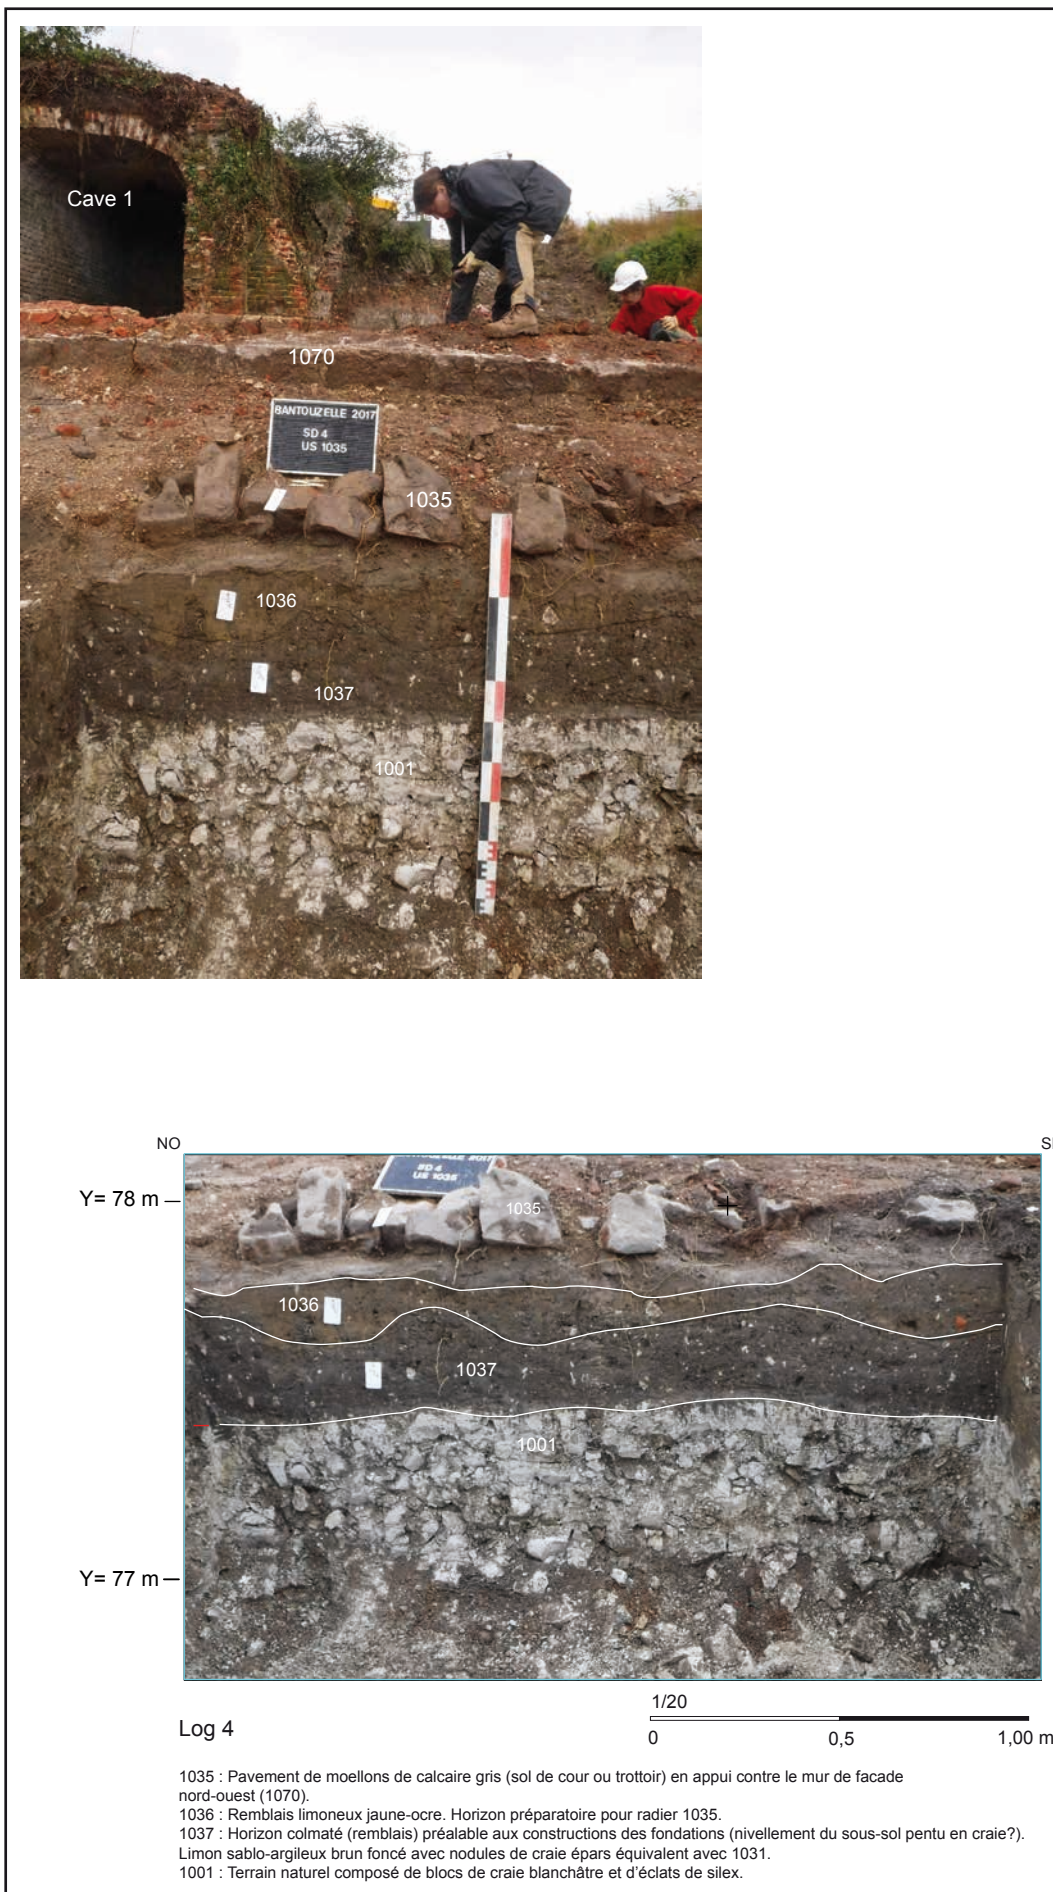 Cave 1
1070
BANTOUZELLE 2017
SD 4
US 1035
1035
1036
1037
1001
NO
Y= 78 m
SD 4
US 1035
1035
1036
1037
1001
Y= 77 m
Log 4
1/20
0 0,5 1,00 m
1035 : Pavement de moellons de calcaire gris (sol de cour ou trottoir) en appui contre le mur de facade
nord-ouest (1070).
1036 : Remblais limoneux jaune-ocre. Horizon préparatoire pour radier 1035.
1037 : Horizon colmaté (remblais) préalable aux constructions des fondations (nivellement du sous-sol pentu en craie?).
Limon sablo-argileux brun foncé avec nodules de craie épars équivalent avec 1031.
1001 : Terrain naturel composé de blocs de craie blanchâtre et d'éclats de silex.